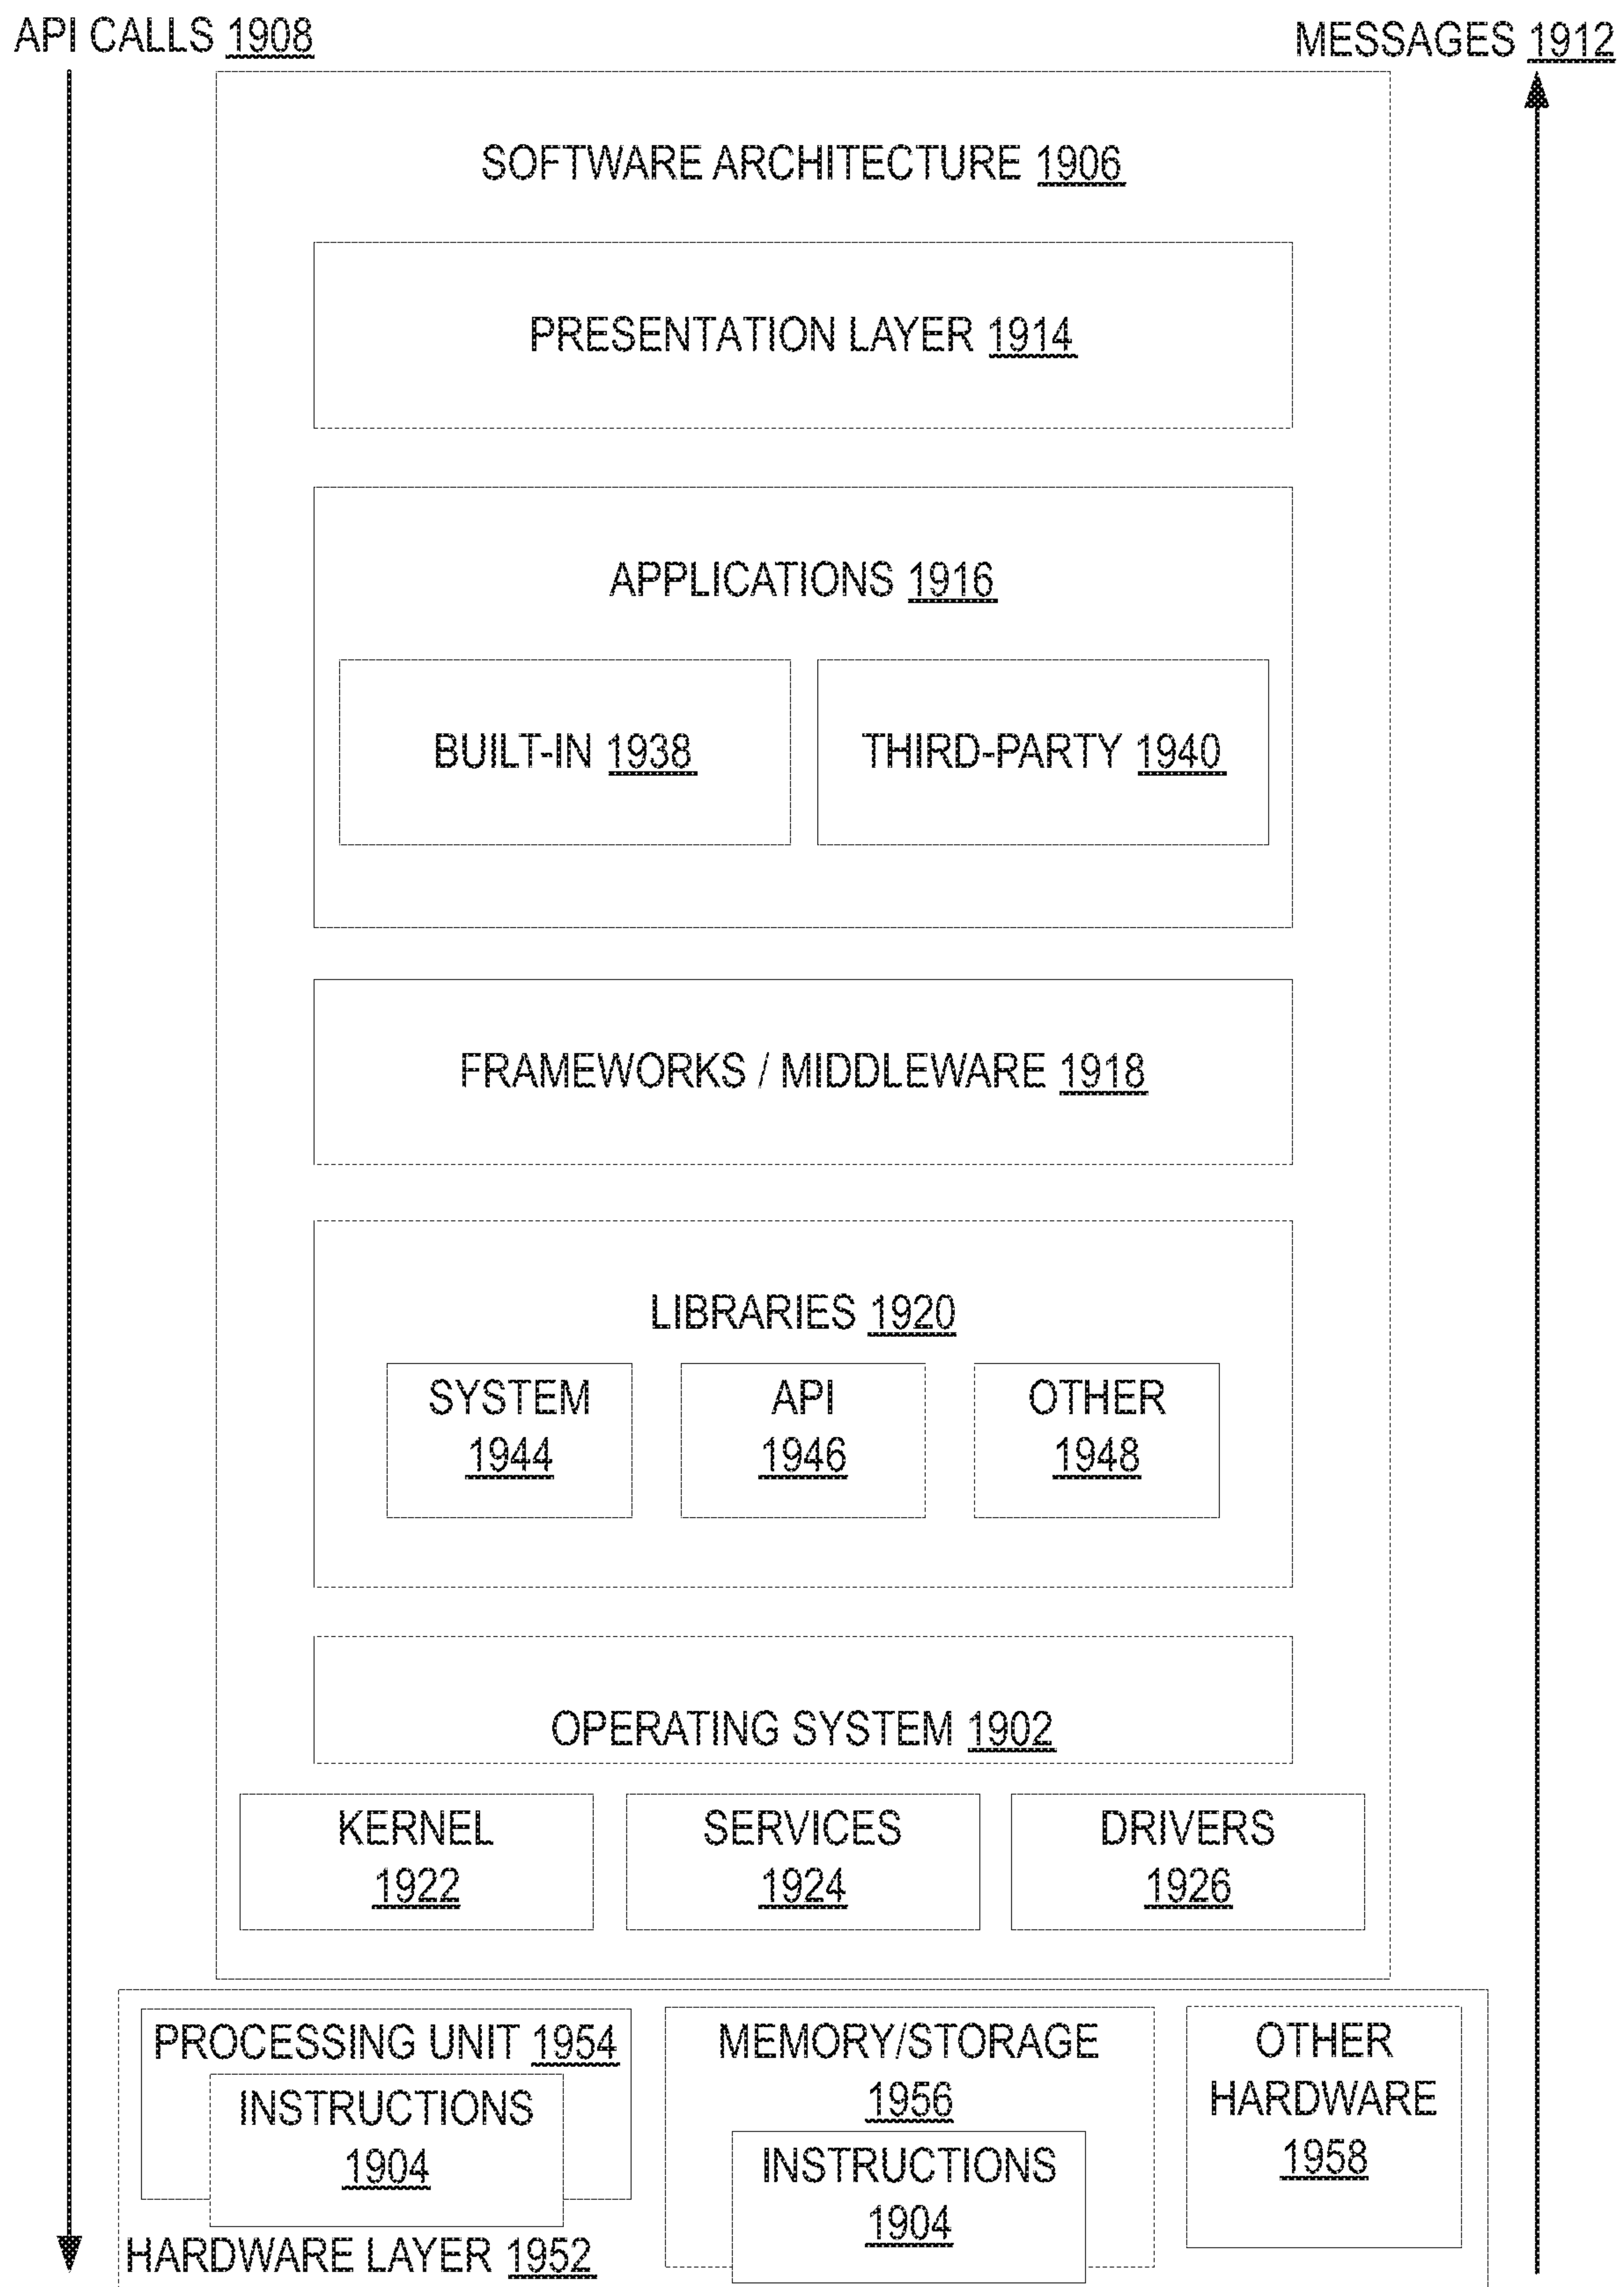 API CALLS 1908
MESSAGES 1912
SOFTWARE ARCHITECTURE 1906
PRESENTATION LAYER 1914
APPLICATIONS 1916
BUILT-IN 1938
THIRD-PARTY 1940
FRAMEWORKS / MIDDLEWARE 1918
LIBRARIES 1920
SYSTEM
1944
API
1946
OTHER
1948
OPERATING SYSTEM 1902
KERNEL
1922
SERVICES
1924
DRIVERS
1926
PROCESSING UNIT 1954
INSTRUCTIONS
1904
MEMORY/STORAGE
1956
INSTRUCTIONS
1904
OTHER
HARDWARE
1958
HARDWARE LAYER 1952